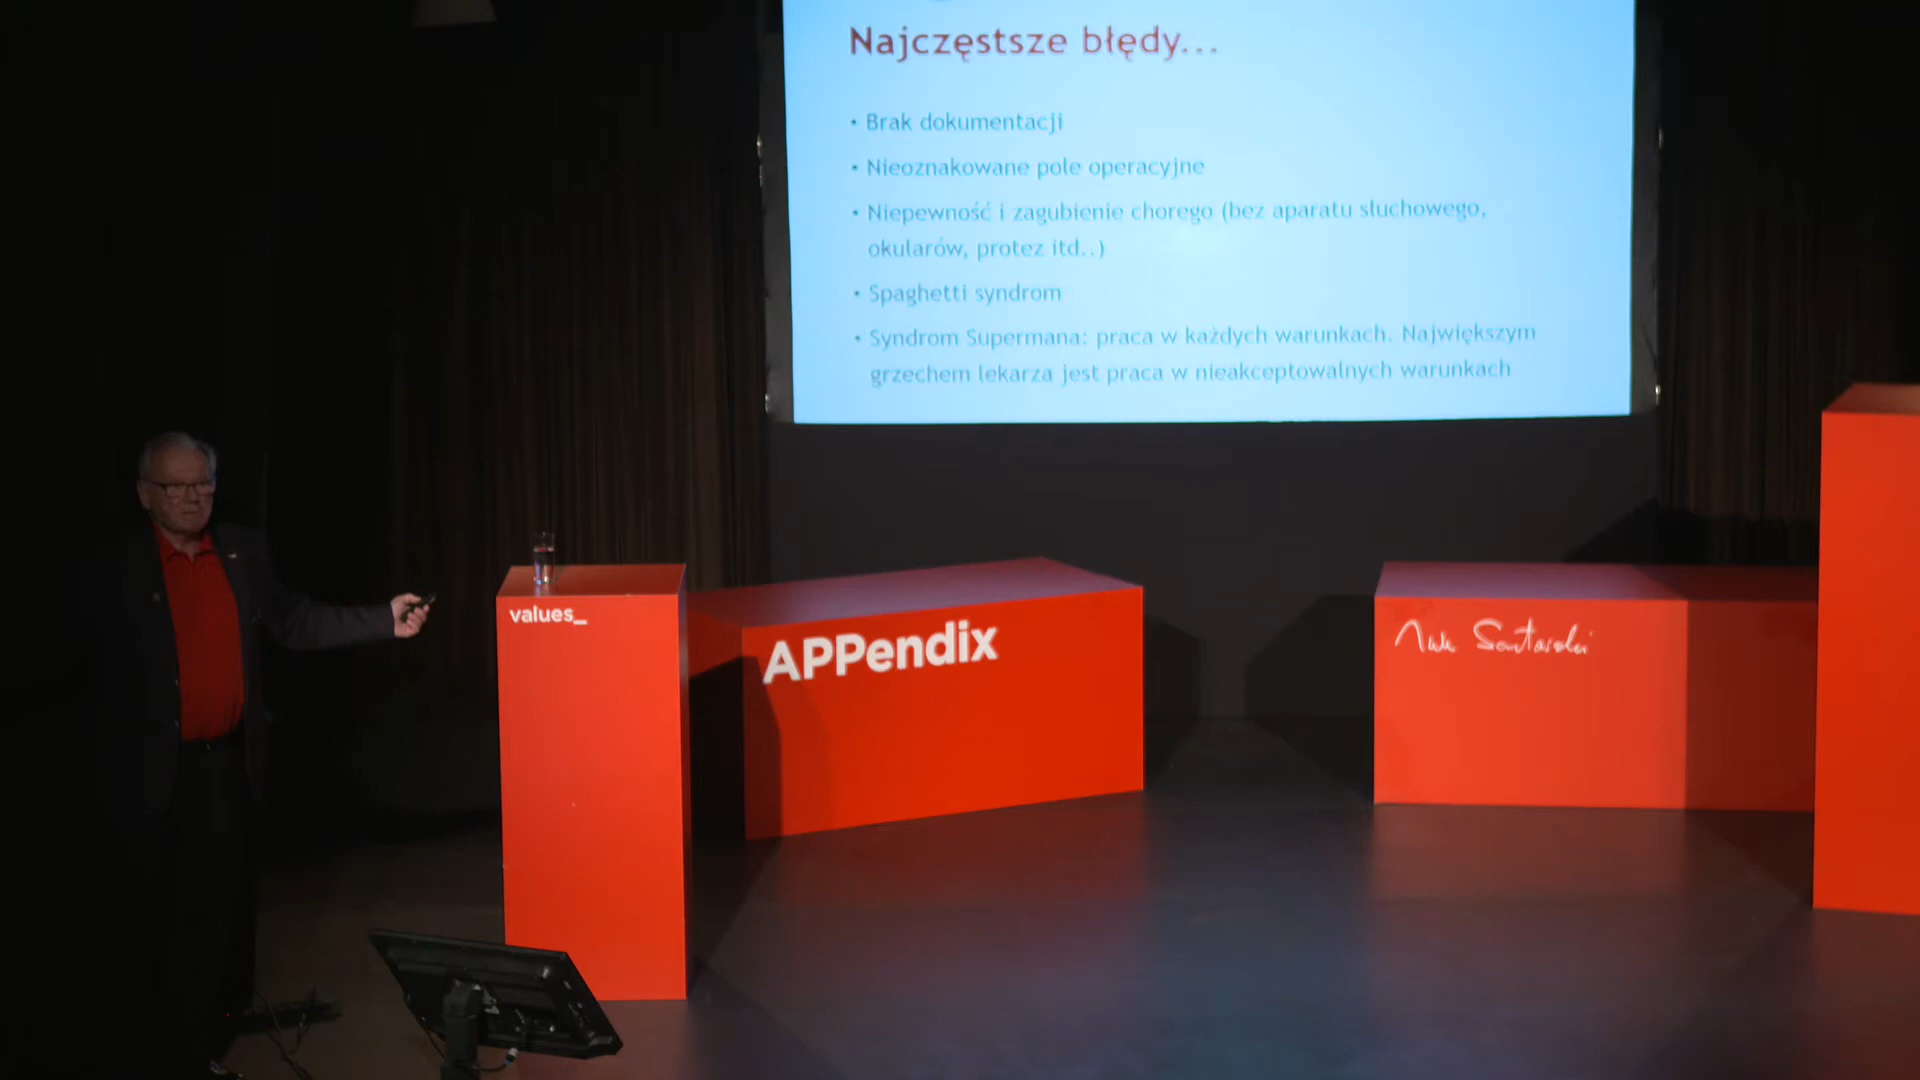 Najczęstsze błędy...
• Brak dokumentacji
• Nieoznakowane pole operacyjne
• Niepewność i zagubienie chorego (bez aparatu słuchowego,
okularów, protez itd..)
• Spaghetti syndrom
• Syndrom Supermana: praca w każdych warunkach. Największym
grzechem lekarza jest praca w nieakceptowalnych warunkach
values_
APPendix